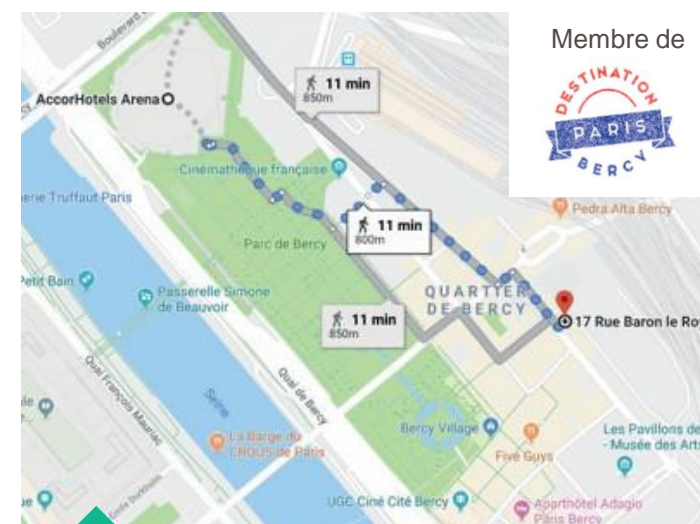 Membre de
DESTINATION
PARIS
BERCY
Boulevard
11 min
850m
AccorHotels Arena
Cinémathèque française
Truffaut Paris
Pedra Alta Bercy
11 min
800m
Parc de Bercy
Petit Bain
Passerelle Simone
de Beauvoir
QUARTIER
DE BERCY
11 min
850m
17 Rue Baron le Ro
Quai François Mauriac
Quai de Bercy
Seine
Bercy Village
Les Pavillons de
- Musée des Arts
La Barge du
CROUS de Paris
Five Guys
UGC Ciné Cité Bercy
Aparthotel Adagio
Paris Bercy